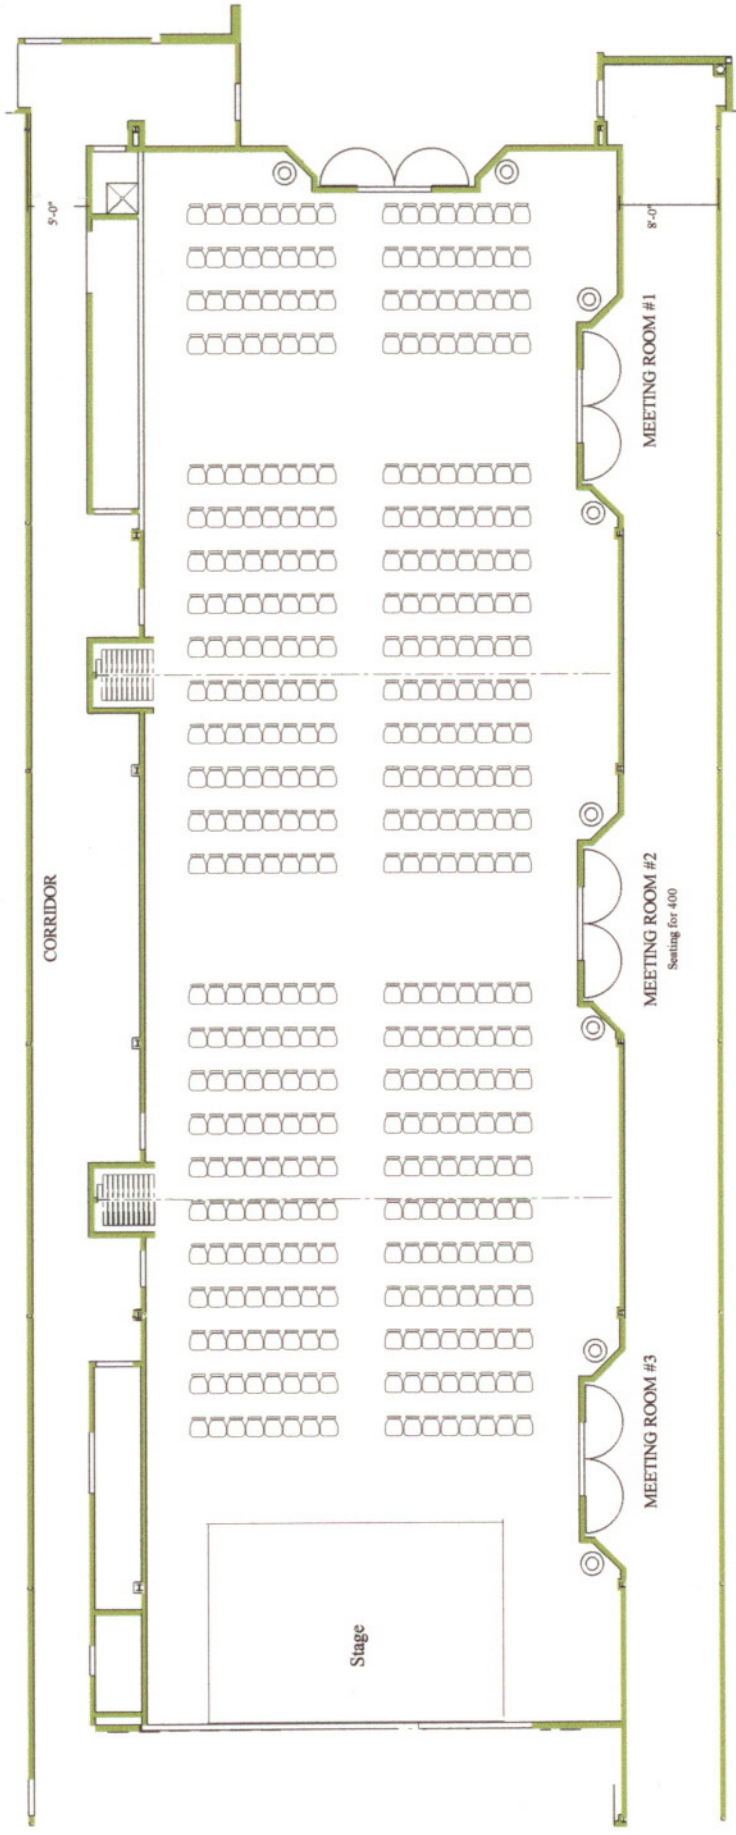 5'-0"
8'-0"
MEETING ROOM #1
CORRIDOR
MEETING ROOM #2
Seating for 400
MEETING ROOM #3
Stage